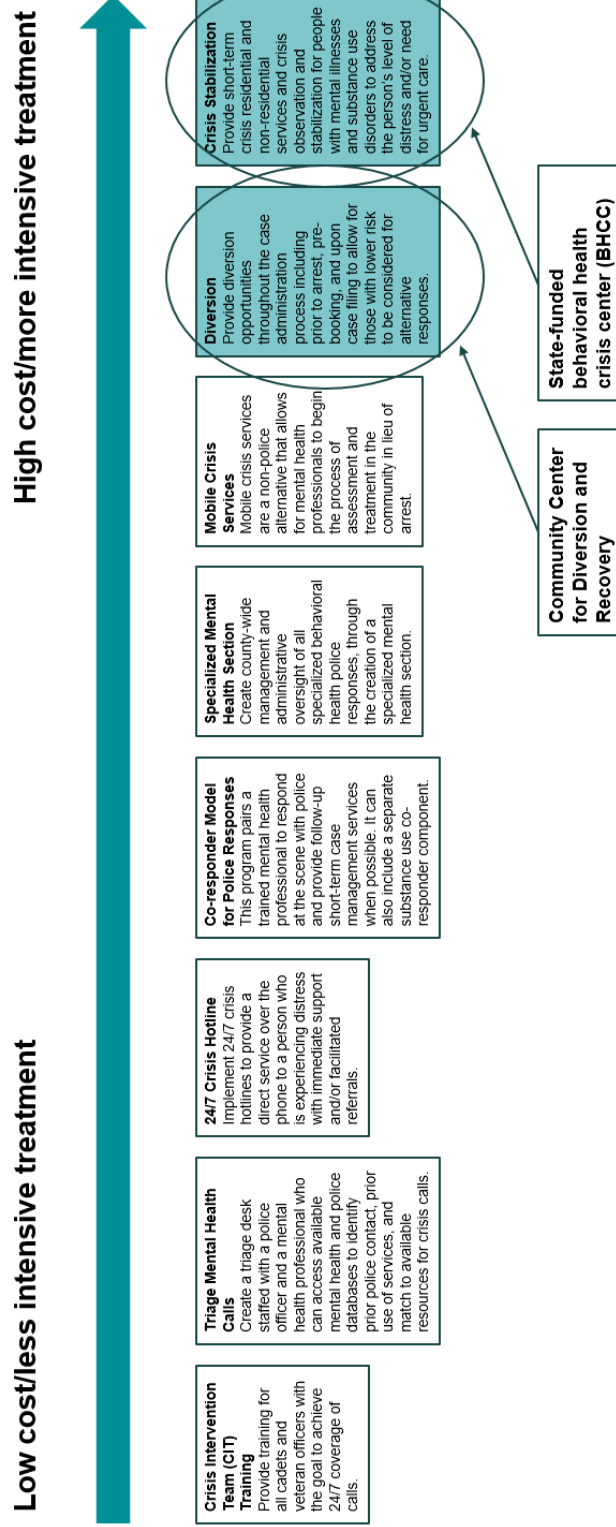 Low cost/less intensive treatment
High cost/more intensive treatment
Crisis Intervention
Team (CIT)
Training
Provide training for
all cadets and
veteran officers with
the goal to achieve
24/7 coverage of
calls.
Triage Mental Health
Calls
Create a triage desk
staffed with a police
officer and a mental
health professional who
can access available
mental health and police
databases to identify
prior police contact, prior
use of services, and
match to available
resources for crisis calls.
24/7 Crisis Hotline
Implement 24/7 crisis
hotlines to provide a
direct service over the
phone to a person who
is experiencing distress
with immediate support
and/or facilitated
referrals.
Co-responder Model
for Police Responses
This program pairs a
trained mental health
professional to respond
at the scene with police
and provide follow-up
short-term case
management services
when possible. It can
also include a separate
substance use co-
responder component.
Specialized Mental
Health Section
Create county-wide
management and
administrative
oversight of all
specialized behavioral
health police
responses, through
the creation of a
specialized mental
health section.
Mobile Crisis
Services
Mobile crisis services
are a non-police
alternative that allows
for mental health
professionals to begin
the process of
assessment and
treatment in the
community in lieu of
arrest.
Diversion
Provide diversion
opportunities
throughout the case
administration
process including
prior to arrest, pre-
booking, and upon
case filing to allow for
those with lower risk
to be considered for
alternative
responses.
Crisis Stabilization
Provide short-term
crisis residential and
non-residential
services and crisis
observation and
stabilization for people
with mental illnesses
and substance use
disorders to address
the person's level of
distress and/or need
for urgent care.
Community Center
for Diversion and
Recovery
State-funded
behavioral health
crisis center (BHCC)